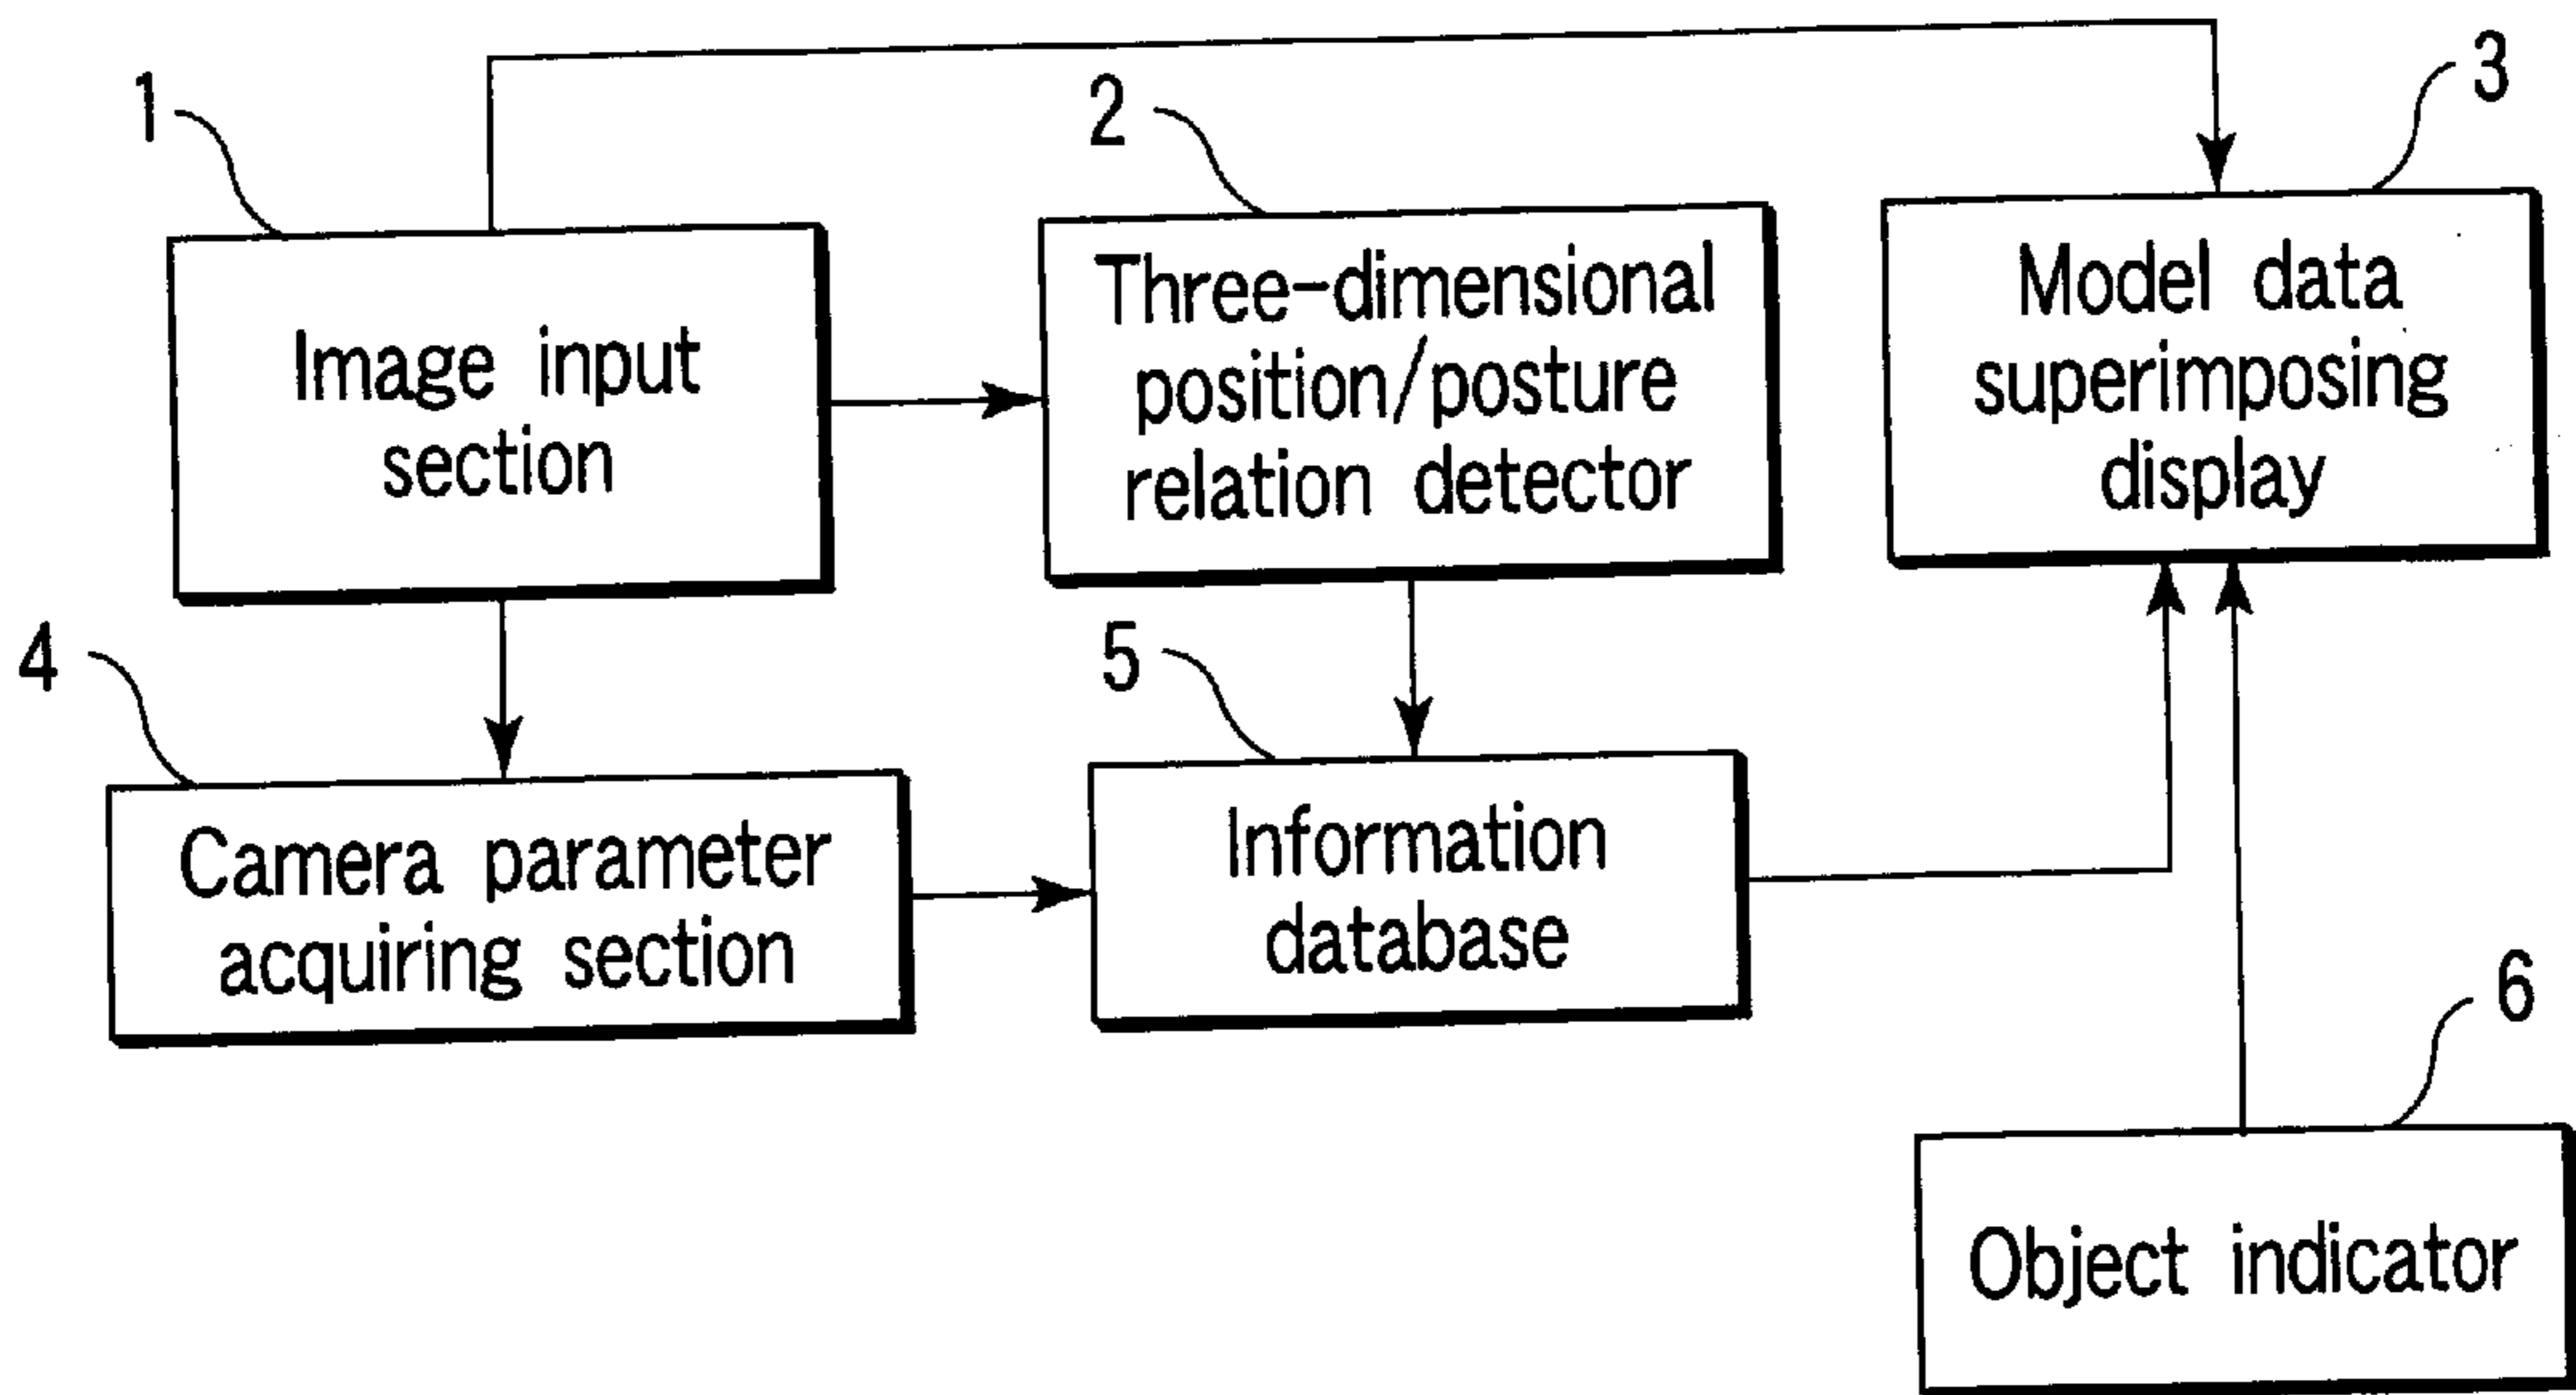 1
Image input
section
2
Three-dimensional
position/posture
relation detector
3
Model data
superimposing
display
4
Camera parameter
acquiring section
5
Information
database
6
Object indicator